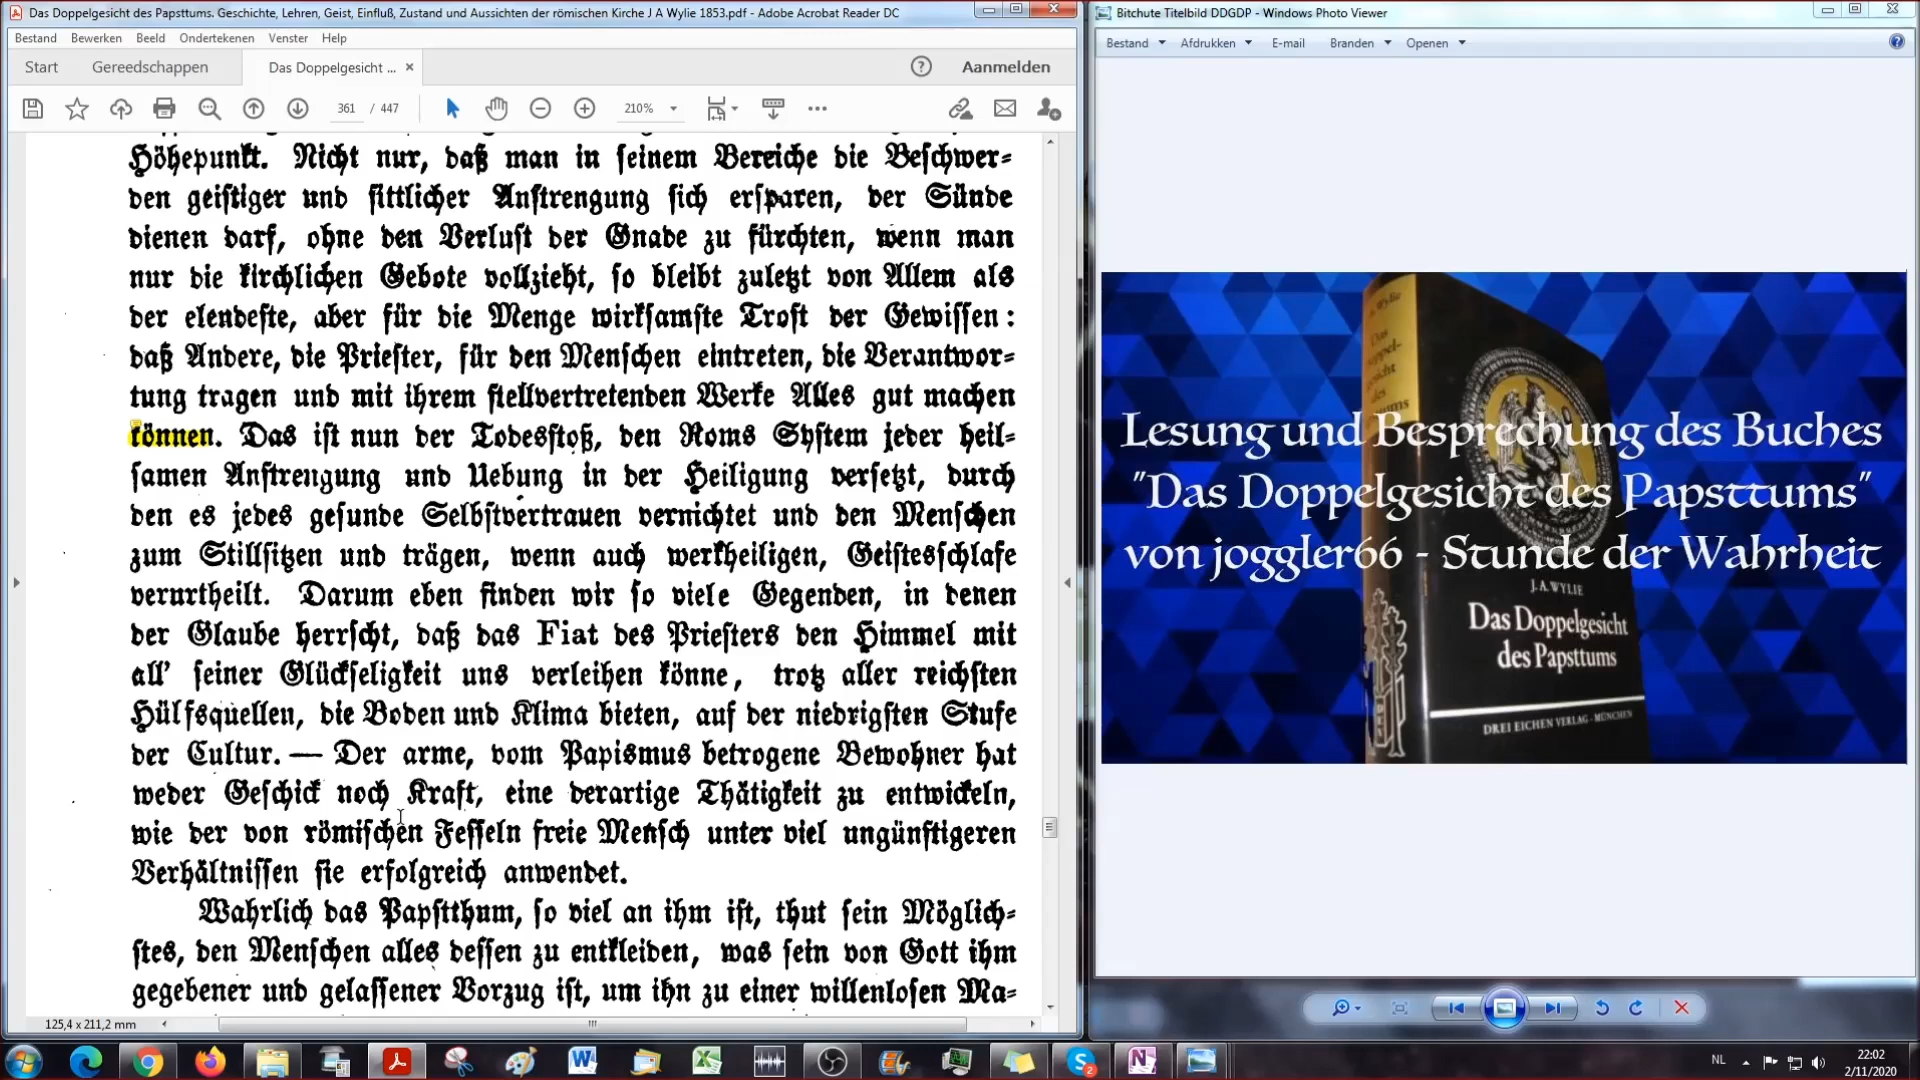 Das Doppelgesicht des Papsttums. Geschichte, Lehren, Geist, Einfluß, Zustand und Aussichten der römischen Kirche J A Wylie 1853.pdf - Adobe Acrobat Reader DC
Bestand Bewerken Beeld Ondertekenen Venster Help
Start Gereedschappen Das Doppelgesicht ... × Aanmelden
361 / 447 210%
Höhepunkt. Nicht nur, daß man in seinem Bereiche die Beschwer-
den geistiger und sittlicher Anstrengung sich ersparen, der Sünde
dienen darf, ohne den Verlust der Gnade zu fürchten, wenn man
nur die kirchlichen Gebote vollzieht, so bleibt zuletzt von Allem als
der elendeste, aber für die Menge wirksamste Trost der Gewissen:
daß Andere, die Priester, für den Menschen eintreten, die Verantwor-
tung tragen und mit ihrem stellvertretenden Werke Alles gut machen
können. Das ist nun der Todesstoß, den Roms System jeder heil-
samen Anstrengung und Uebung in der Heiligung versetzt, durch
den es jedes gesunde Selbstvertrauen vernichtet und den Menschen
zum Stillsitzen und trägen, wenn auch werkheiligen, Geistesschlafe
verurtheilt. Darum eben finden wir so viele Gegenden, in denen
der Glaube herrscht, daß das Fiat des Priesters den Himmel mit
all' seiner Glückseligkeit uns verleihen könne, trotz aller reichsten
Hülfsquellen, die Boden und Klima bieten, auf der niedrigsten Stufe
der Cultur. — Der arme, vom Papismus betrogene Bewohner hat
weder Geschick noch Kraft, eine derartige Thätigkeit zu entwickeln,
wie der von römischen Fesseln freie Mensch unter viel ungünstigeren
Verhältnissen sie erfolgreich anwendet.
Wahrlich das Papstthum, so viel an ihm ist, thut sein Möglich-
stes, den Menschen alles dessen zu entkleiden, was sein von Gott ihm
gegebener und gelassener Vorzug ist, um ihn zu einer willenlosen Ma-
125,4 x 211,2 mm
Bitchute Titelbild DDGDP - Windows Photo Viewer
Bestand Afdrukken E-mail Branden Openen
Lesung und Besprechung des Buches
"Das Doppelgesicht des Papsttums"
von joggler66 - Stunde der Wahrheit
J.A. WYLIE
Das Doppelgesicht
des Papsttums
DREI EICHEN VERLAG · MÜNCHEN
NL 22:02
2/11/2020